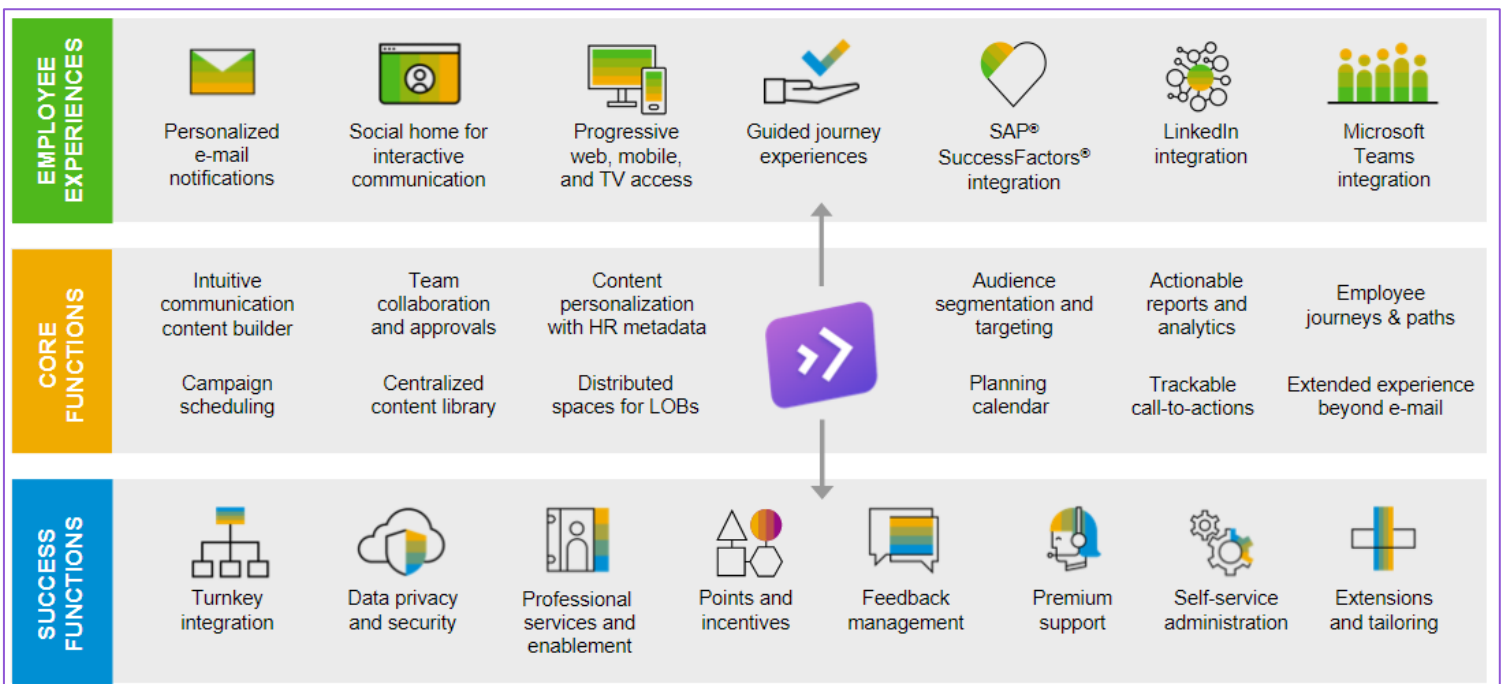 EMPLOYEE
EXPERIENCES
Personalized
e-mail
notifications
Social home for
interactive
communication
Progressive
web, mobile,
and TV access
Guided journey
experiences
SAP®
SuccessFactors®
integration
LinkedIn
integration
Microsoft
Teams
integration
CORE
FUNCTIONS
Intuitive
communication
content builder
Team
collaboration
and approvals
Content
personalization
with HR metadata
Audience
segmentation and
targeting
Actionable
reports and
analytics
Employee
journeys & paths
Campaign
scheduling
Centralized
content library
Distributed
spaces for LOBs
Planning
calendar
Trackable
call-to-actions
Extended experience
beyond e-mail
SUCCESS
FUNCTIONS
Turnkey
integration
Data privacy
and security
Professional
services and
enablement
Points and
incentives
Feedback
management
Premium
support
Self-service
administration
Extensions
and tailoring